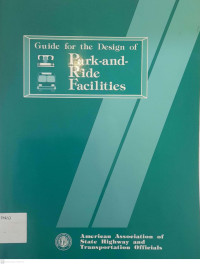 Guide for the Design of
Park-and-
Ride
Facilities
American Association of
State Highway and
Transportation Officials